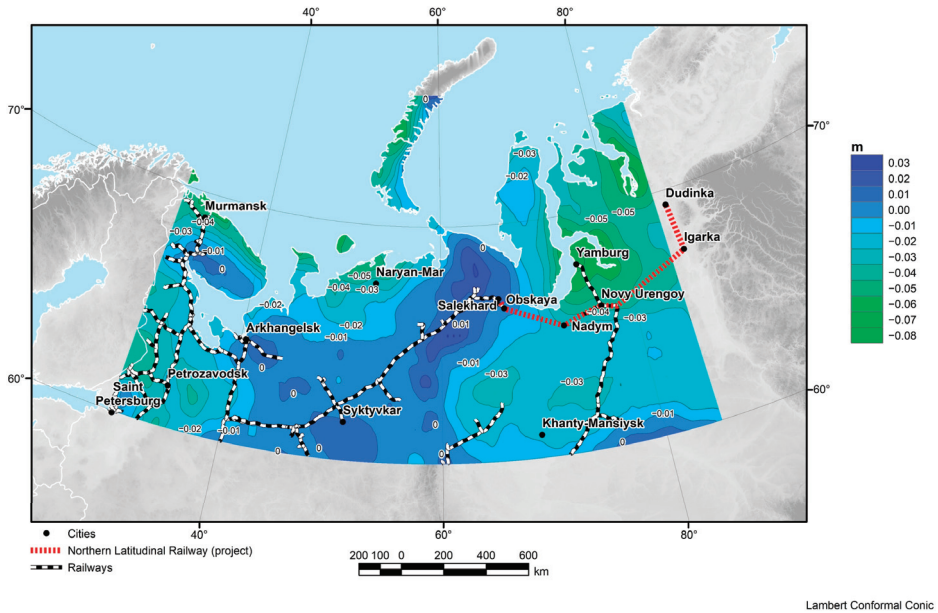 40° 60° 80°
70° 70°
60° 60°
40° 60° 80°
Murmansk
Naryan-Mar
Arkhangelsk
Petrozavodsk
Saint
Petersburg
Syktyvkar
Salekhard
Obskaya
Yamburg
Novy Urengoy
Nadym
Khanty-Mansiysk
Dudinka
Igarka
−0.04
−0.03
−0.01
0
−0.02
−0.05
−0.04
−0.03
−0.02
−0.01
0
0
−0.02
−0.01
0
0
0
0
0
0.01
0
−0.01
−0.03
−0.03
−0.03
−0.02
−0.05
−0.05
−0.04
−0.03
−0.01
0
m
0.03
0.02
0.01
0.00
−0.01
−0.02
−0.03
−0.04
−0.05
−0.06
−0.07
−0.08
Cities
Northern Latitudinal Railway (project)
Railways
200 100 0 200 400 600
km
Lambert Conformal Conic